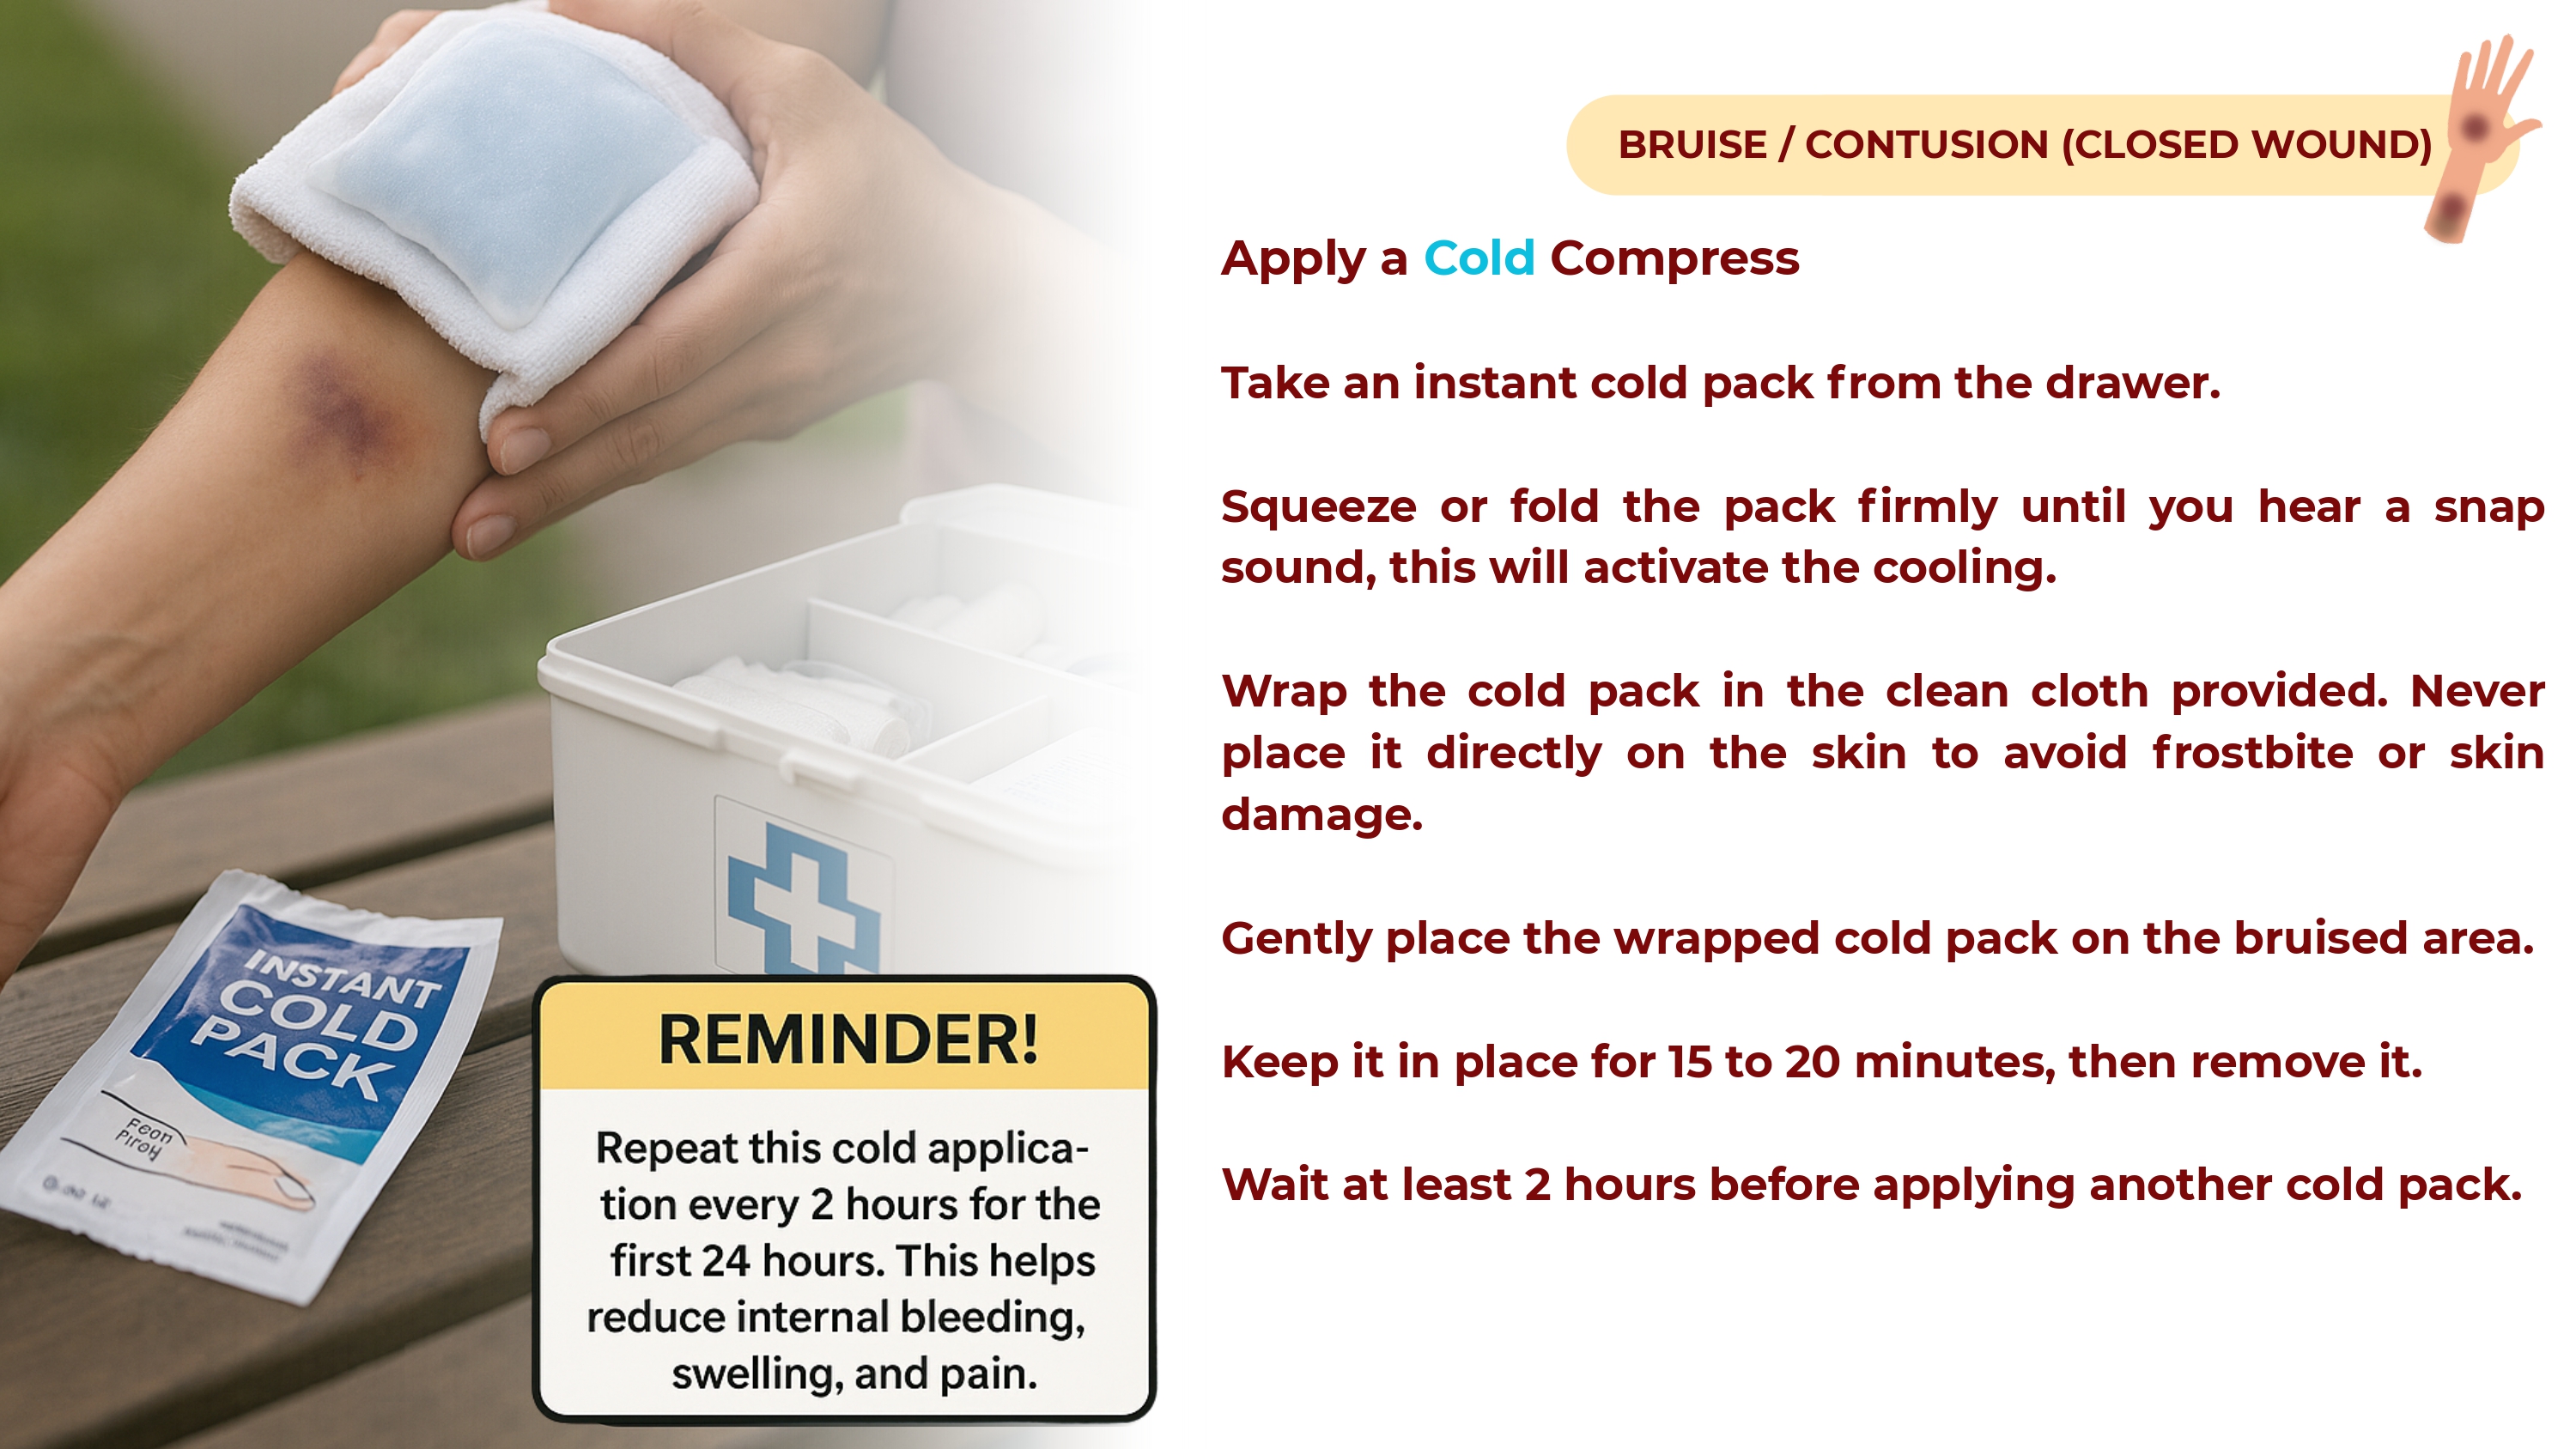 BRUISE / CONTUSION (CLOSED WOUND)
Apply a Cold Compress
Take an instant cold pack from the drawer.
Squeeze or fold the pack firmly until you hear a snap
sound, this will activate the cooling.
Wrap the cold pack in the clean cloth provided. Never
place it directly on the skin to avoid frostbite or skin
damage.
Gently place the wrapped cold pack on the bruised area.
Keep it in place for 15 to 20 minutes, then remove it.
Wait at least 2 hours before applying another cold pack.
INSTANT
COLD
PACK
REMINDER!
Repeat this cold applica-
tion every 2 hours for the
first 24 hours. This helps
reduce internal bleeding,
swelling, and pain.